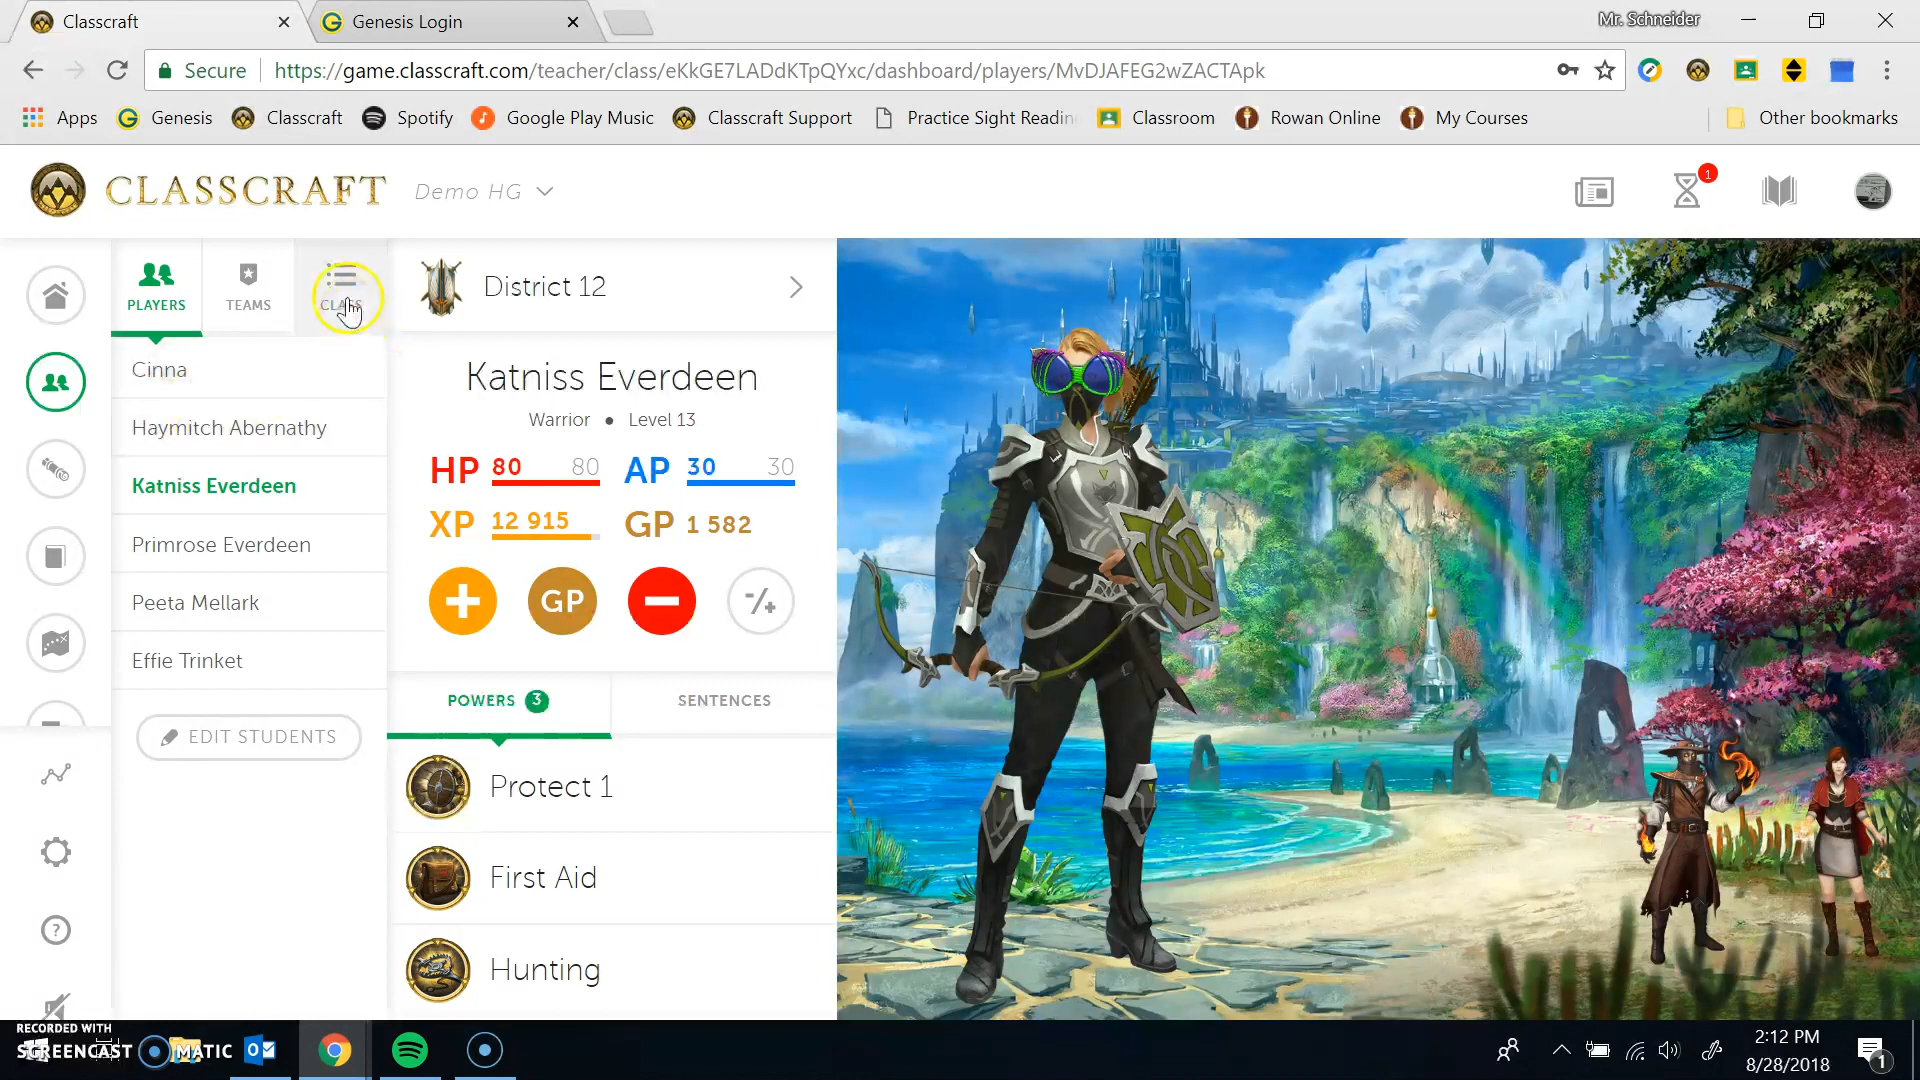 Classcraft
Genesis Login
Mr. Schneider
Secure
https://game.classcraft.com/teacher/class/eKkGE7LADdKTpQYxc/dashboard/players/MvDJAFEG2wZACTApk
Apps Genesis Classcraft Spotify Google Play Music Classcraft Support Practice Sight Readin Classroom Rowan Online My Courses Other bookmarks
CLASSCRAFT Demo HG
1
PLAYERS TEAMS CLASS
District 12
Cinna
Haymitch Abernathy
Katniss Everdeen
Primrose Everdeen
Peeta Mellark
Effie Trinket
EDIT STUDENTS
Katniss Everdeen
Warrior • Level 13
HP 80 80 AP 30 30
XP 12 915 GP 1 582
GP
-/+
POWERS 3 SENTENCES
Protect 1
First Aid
Hunting
?
RECORDED WITH
SCREENCAST MATIC
2:12 PM
8/28/2018
1